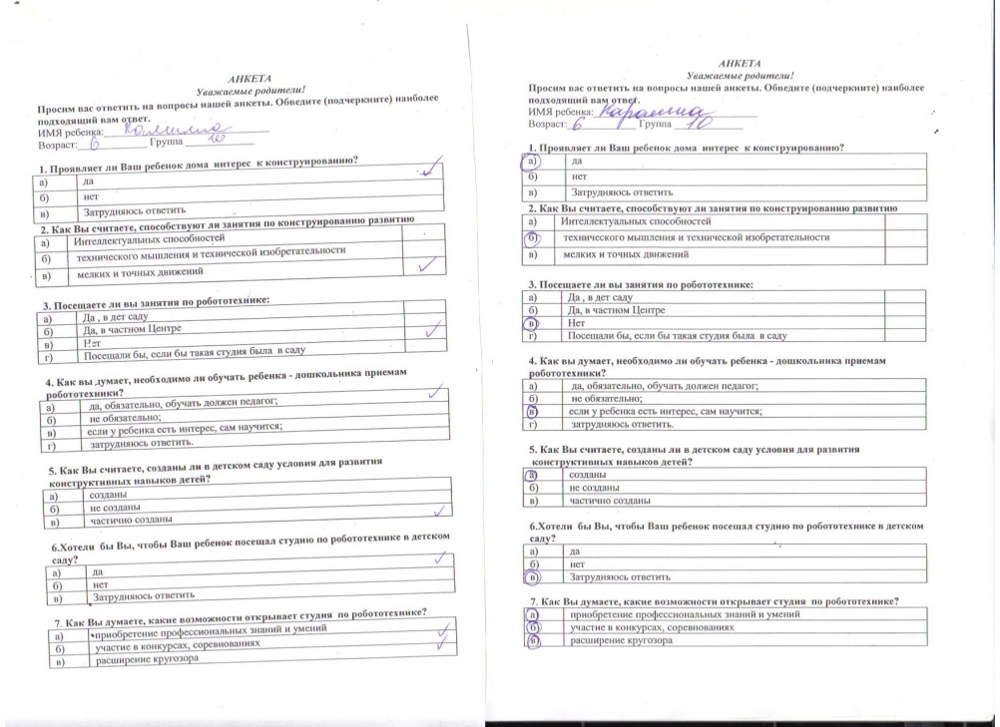 АНКЕТА
Уважаемые родители!
Просим вас ответить на вопросы нашей анкеты. Обведите (подчеркните) наиболее
подходящий вам ответ.
ИМЯ ребенка:
Возраст: 6 Группа 10
1. Проявляет ли Ваш ребенок дома интерес к конструированию?
а) да
б) нет
в) Затрудняюсь ответить
2. Как Вы считаете, способствуют ли занятия по конструированию развитию
а) Интеллектуальных способностей
б) технического мышления и технической изобретательности
в) мелких и точных движений
3. Посещаете ли вы занятия по робототехнике:
а) Да , в дет саду
б) Да, в частном Центре
в) Нет
г) Посещали бы, если бы такая студия была в саду
4. Как вы думает, необходимо ли обучать ребенка - дошкольника приемам
робототехники?
а) да, обязательно, обучать должен педагог;
б) не обязательно;
в) если у ребенка есть интерес, сам научится;
г) затрудняюсь ответить.
5. Как Вы считаете, созданы ли в детском саду условия для развития
конструктивных навыков детей?
а) созданы
б) не созданы
в) частично созданы
6.Хотели бы Вы, чтобы Ваш ребенок посещал студию по робототехнике в детском
саду?
а) да
б) нет
в) Затрудняюсь ответить
7. Как Вы думаете, какие возможности открывает студия по робототехнике?
а) приобретение профессиональных знаний и умений
б) участие в конкурсах, соревнованиях
в) расширение кругозора
АНКЕТА
Уважаемые родители!
Просим вас ответить на вопросы нашей анкеты. Обведите (подчеркните) наиболее
подходящий вам ответ.
ИМЯ ребенка:
Возраст: 6 Группа 10
1. Проявляет ли Ваш ребенок дома интерес к конструированию?
а) да
б) нет
в) Затрудняюсь ответить
2. Как Вы считаете, способствуют ли занятия по конструированию развитию
а) Интеллектуальных способностей
б) технического мышления и технической изобретательности
в) мелких и точных движений
3. Посещаете ли вы занятия по робототехнике:
а) Да , в дет саду
б) Да, в частном Центре
в) Нет
г) Посещали бы, если бы такая студия была в саду
4. Как вы думает, необходимо ли обучать ребенка - дошкольника приемам
робототехники?
а) да, обязательно, обучать должен педагог;
б) не обязательно;
в) если у ребенка есть интерес, сам научится;
г) затрудняюсь ответить.
5. Как Вы считаете, созданы ли в детском саду условия для развития
конструктивных навыков детей?
а) созданы
б) не созданы
в) частично созданы
6.Хотели бы Вы, чтобы Ваш ребенок посещал студию по робототехнике в детском
саду?
а) да
б) нет
в) Затрудняюсь ответить
7. Как Вы думаете, какие возможности открывает студия по робототехнике?
а) приобретение профессиональных знаний и умений
б) участие в конкурсах, соревнованиях
в) расширение кругозора